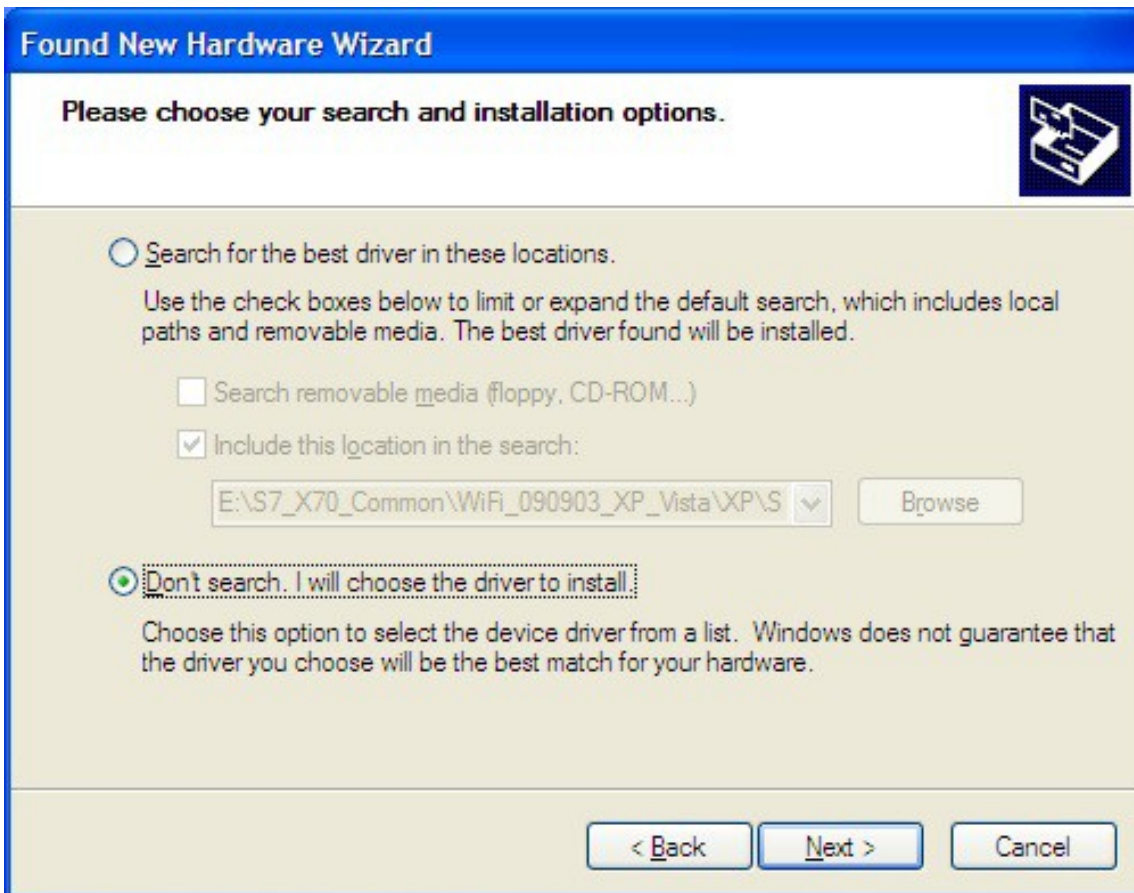 Found New Hardware Wizard
Please choose your search and installation options.
Search for the best driver in these locations.
Use the check boxes below to limit or expand the default search, which includes local
paths and removable media. The best driver found will be installed.
Search removable media (floppy, CD-ROM...)
Include this location in the search:
E:\S7_X70_Common\WiFi_090903_XP_Vista\XP\S
Browse
Don't search. I will choose the driver to install.
Choose this option to select the device driver from a list. Windows does not guarantee that
the driver you choose will be the best match for your hardware.
< Back Next > Cancel